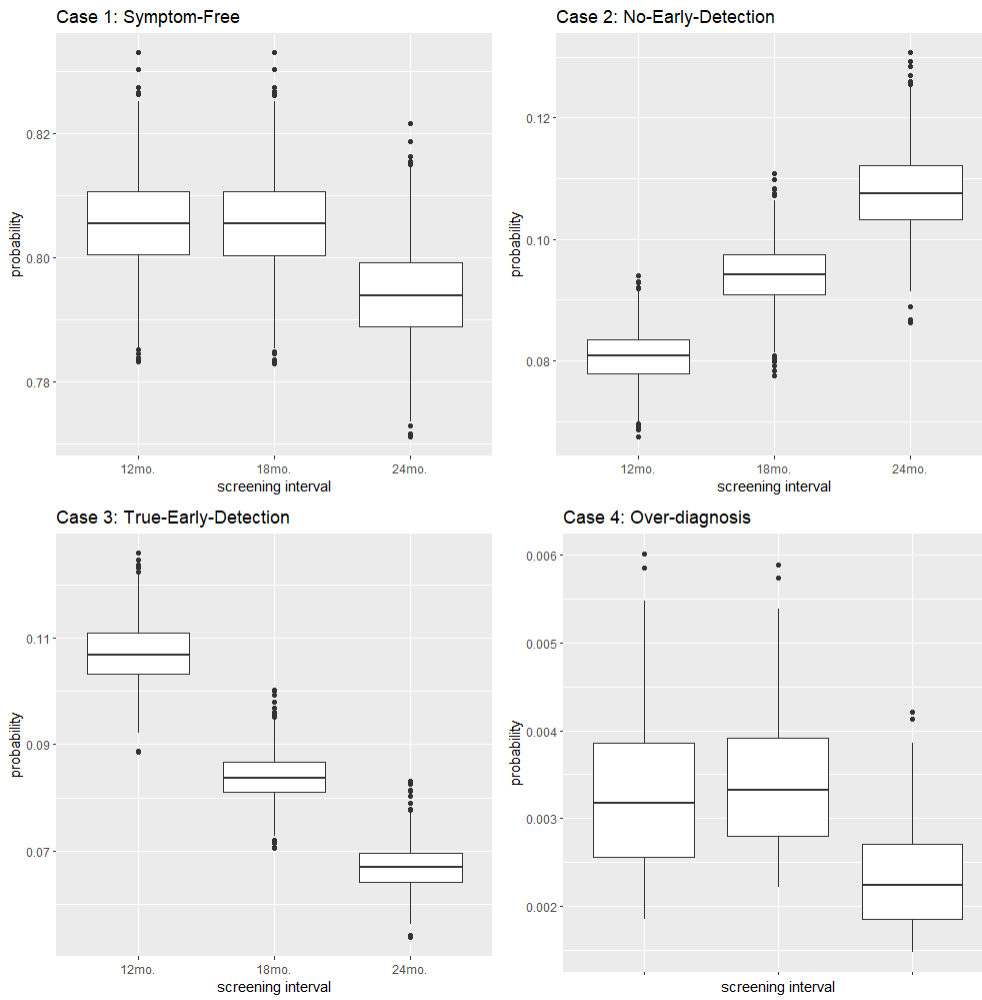 Case 1: Symptom-Free
probability
0.82
0.80
0.78
12mo. 18mo. 24mo.
screening interval
Case 2: No-Early-Detection
probability
0.12
0.10
0.08
12mo. 18mo. 24mo.
screening interval
Case 3: True-Early-Detection
probability
0.11
0.09
0.07
12mo. 18mo. 24mo.
screening interval
Case 4: Over-diagnosis
probability
0.006
0.005
0.004
0.003
0.002
screening interval